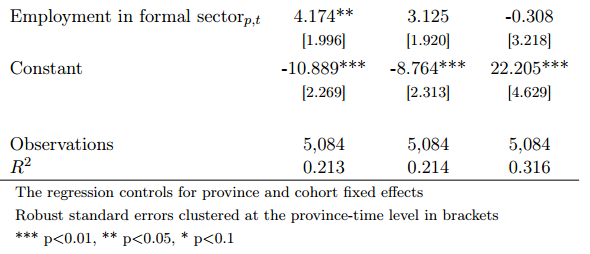 Employment in formal sector_{p,t} 4.174** 3.125 -0.308
[1.996] [1.920] [3.218]
Constant -10.889*** -8.764*** 22.205***
[2.269] [2.313] [4.629]
Observations 5,084 5,084 5,084
R² 0.213 0.214 0.316
The regression controls for province and cohort fixed effects
Robust standard errors clustered at the province-time level in brackets
*** p<0.01, ** p<0.05, * p<0.1